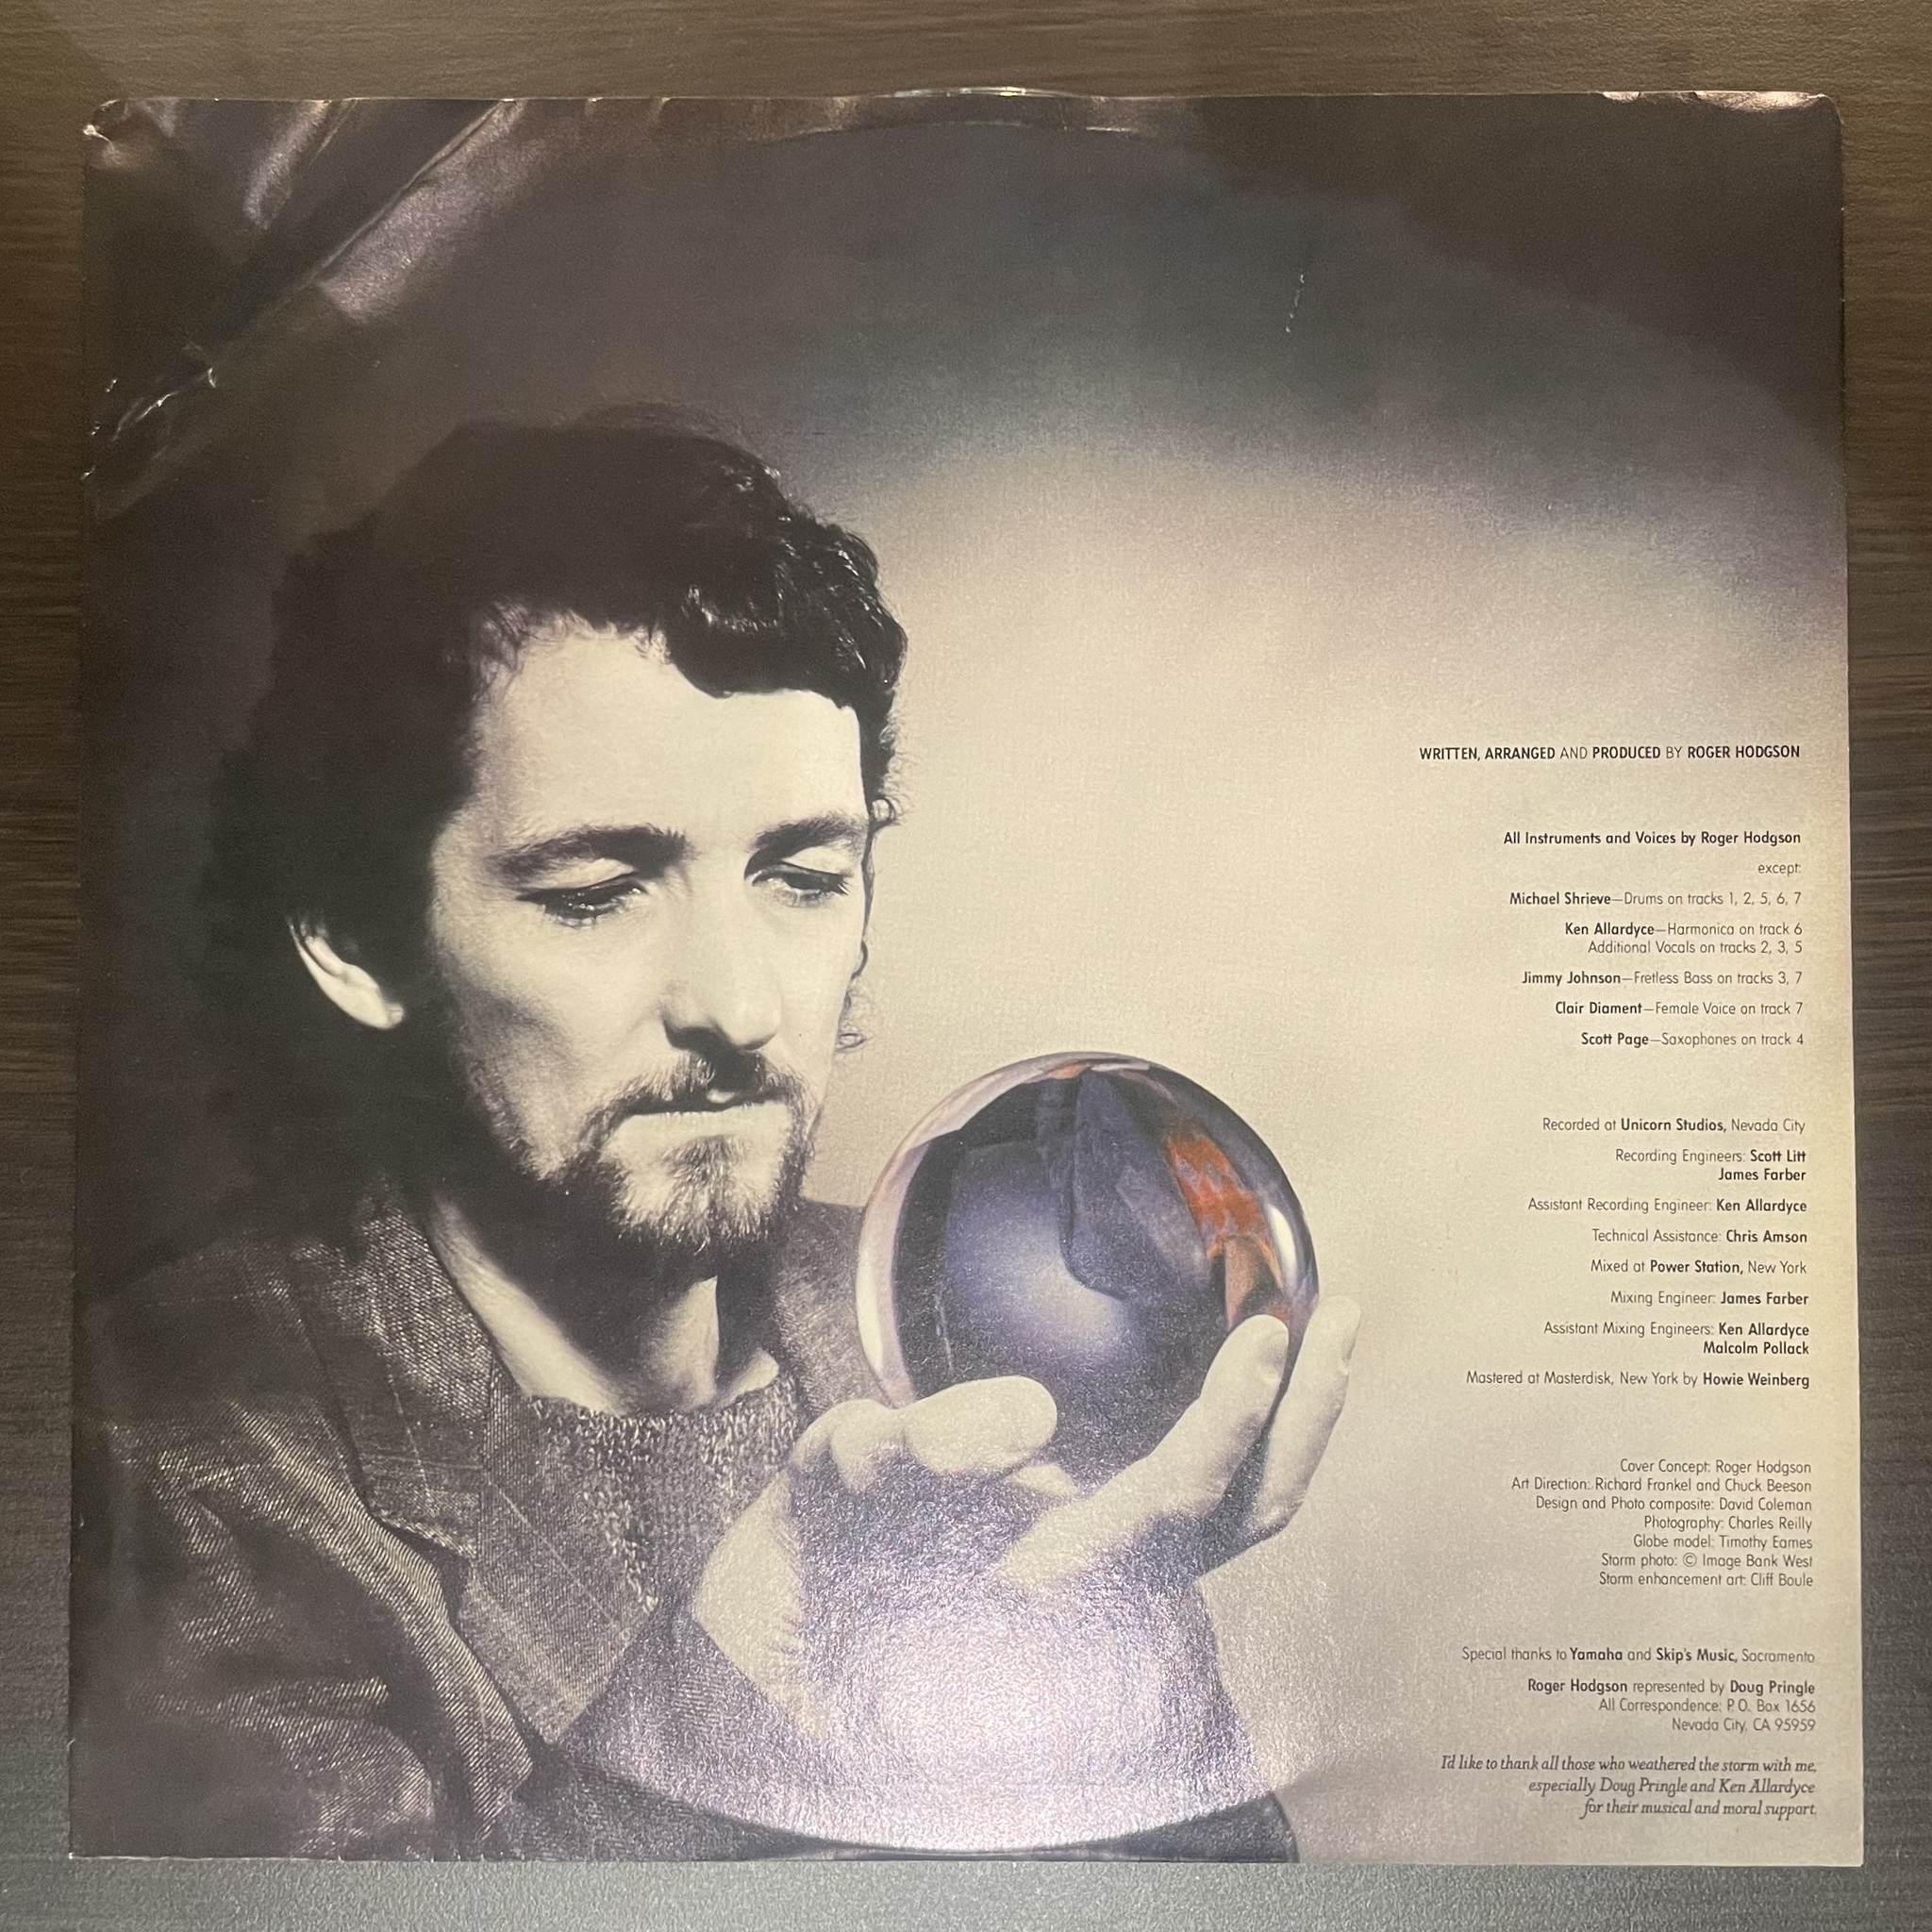 WRITTEN, ARRANGED AND PRODUCED BY ROGER HODGSON
All Instruments and Voices by Roger Hodgson
except:
Michael Shrieve—Drums on tracks 1, 2, 5, 6, 7
Ken Allardyce—Harmonica on track 6
Additional Vocals on tracks 2, 3, 5
Jimmy Johnson—Fretless Bass on tracks 3, 7
Clair Diament—Female Voice on track 7
Scott Page—Saxophones on track 4
Recorded at Unicorn Studios, Nevada City
Recording Engineers: Scott Litt
James Farber
Assistant Recording Engineer: Ken Allardyce
Technical Assistance: Chris Amson
Mixed at Power Station, New York
Mixing Engineer: James Farber
Assistant Mixing Engineers: Ken Allardyce
Malcolm Pollack
Mastered at Masterdisk, New York by Howie Weinberg
Cover Concept: Roger Hodgson
Art Direction: Richard Frankel and Chuck Beeson
Design and Photo composite: David Coleman
Photography: Charles Reilly
Globe model: Timothy Eames
Storm photo: © Image Bank West
Storm enhancement art: Cliff Boule
Special thanks to Yamaha and Skip's Music, Sacramento
Roger Hodgson represented by Doug Pringle
All Correspondence: P.O. Box 1656
Nevada City, CA 95959
I'd like to thank all those who weathered the storm with me,
especially Doug Pringle and Ken Allardyce
for their musical and moral support.